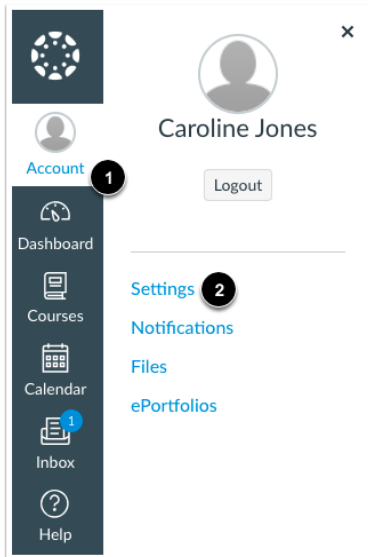 ×
Caroline Jones
Logout
Account
1
Dashboard
Courses
Calendar
1
Inbox
Help
Settings 2
Notifications
Files
ePortfolios